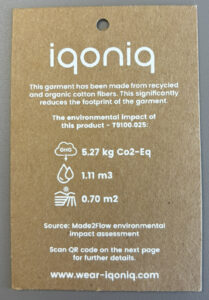 iqoniq
This garment has been made from recycled
and organic cotton fibers. This significantly
reduces the footprint of the garment.
The environmental impact of
this product - T9100.025:
GHG
5.27 kg Co2-Eq
1.11 m3
0.70 m2
Source: Made2Flow environmental
impact assessment
Scan QR code on the next page
for further details.
www.wear-iqoniq.com